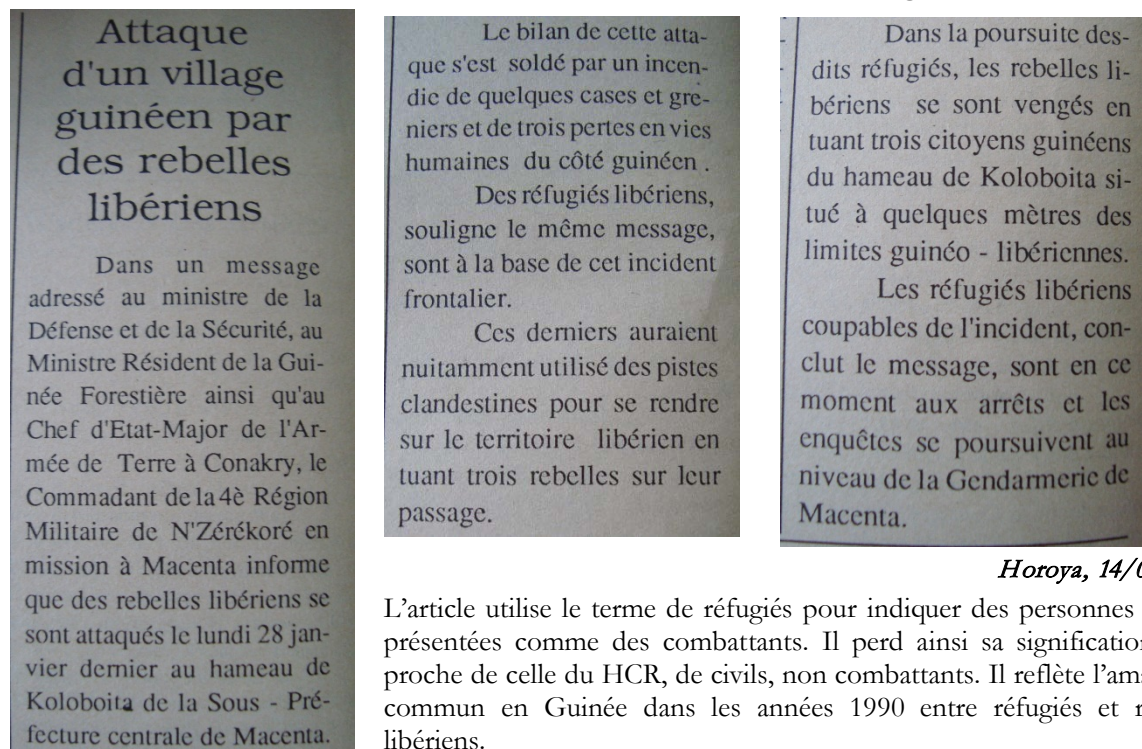 Attaque
d'un village
guinéen par
des rebelles
libériens
Dans un message
adressé au ministre de la
Défense et de la Sécurité, au
Ministre Résident de la Gui-
née Forestière ainsi qu'au
Chef d'Etat-Major de l'Ar-
mée de Terre à Conakry, le
Commadant de la 4è Région
Militaire de N'Zérékoré en
mission à Macenta informe
que des rebelles libériens se
sont attaqués le lundi 28 jan-
vier dernier au hameau de
Koloboita de la Sous - Pré-
fecture centrale de Macenta.
Le bilan de cette atta-
que s'est soldé par un incen-
die de quelques cases et gre-
niers et de trois pertes en vies
humaines du côté guinéen .
Des réfugiés libériens,
souligne le même message,
sont à la base de cet incident
frontalier.
Ces derniers auraient
nuitamment utilisé des pistes
clandestines pour se rendre
sur le territoire libérien en
tuant trois rebelles sur leur
passage.
Dans la poursuite des-
dits réfugiés, les rebelles li-
bériens se sont vengés en
tuant trois citoyens guinéens
du hameau de Koloboita si-
tué à quelques mètres des
limites guinéo - libériennes.
Les réfugiés libériens
coupables de l'incident, con-
clut le message, sont en ce
moment aux arrêts et les
enquêtes se poursuivent au
niveau de la Gendarmerie de
Macenta.
Horoya, 14/
L'article utilise le terme de réfugiés pour indiquer des personnes
présentées comme des combattants. Il perd ainsi sa signification
proche de celle du HCR, de civils, non combattants. Il reflète
commun en Guinée dans les années 1990 entre réfugiés et
libériens.